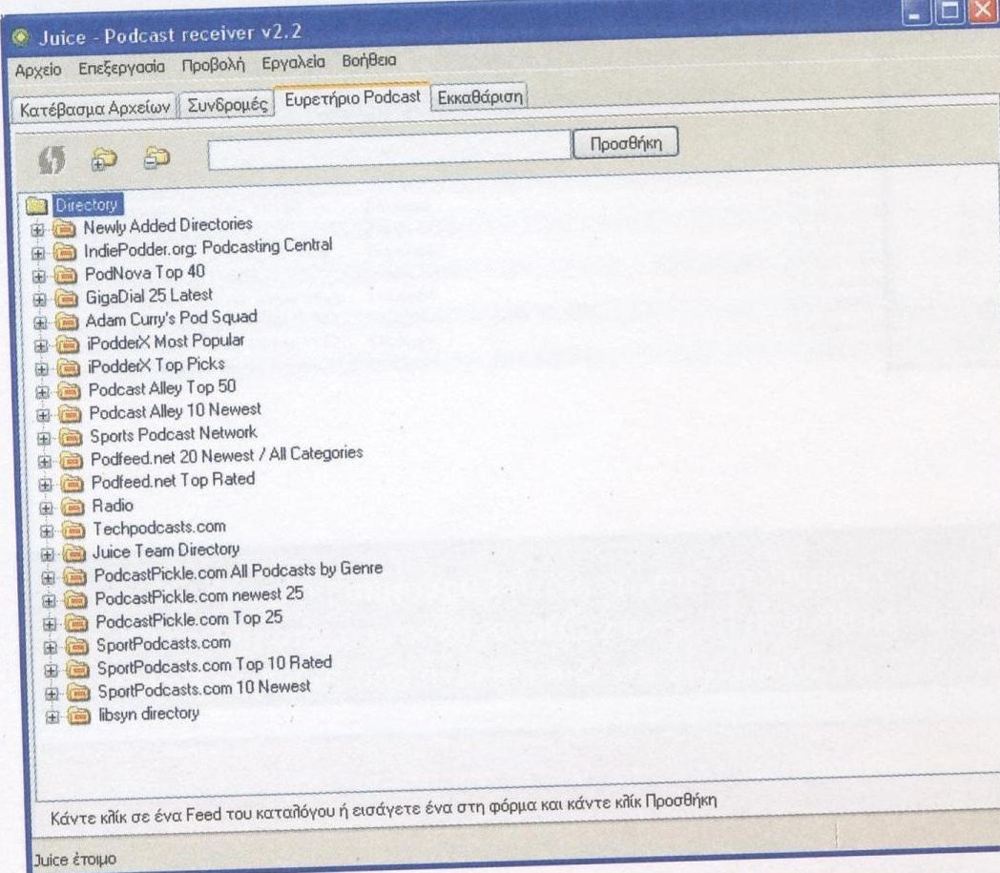 Juice - Podcast receiver v2.2
Αρχείο Επεξεργασία Προβολή Εργαλεία Βοήθεια
Κατέβασμα Αρχείων Συνδρομές Ευρετήριο Podcast Εκκαθάριση
Προσθήκη
Directory
Newly Added Directories
IndiePodder.org: Podcasting Central
PodNova Top 40
GigaDial 25 Latest
Adam Curry's Pod Squad
iPodderX Most Popular
iPodderX Top Picks
Podcast Alley Top 50
Podcast Alley 10 Newest
Sports Podcast Network
Podfeed.net 20 Newest / All Categories
Podfeed.net Top Rated
Radio
Techpodcasts.com
Juice Team Directory
PodcastPickle.com All Podcasts by Genre
PodcastPickle.com newest 25
PodcastPickle.com Top 25
SportPodcasts.com
SportPodcasts.com Top 10 Rated
SportPodcasts.com 10 Newest
libsyn directory
Κάντε κλίκ σε ένα Feed του καταλόγου ή εισάγετε ένα στη φόρμα και κάντε κλίκ Προσθήκη
Juice έτοιμο